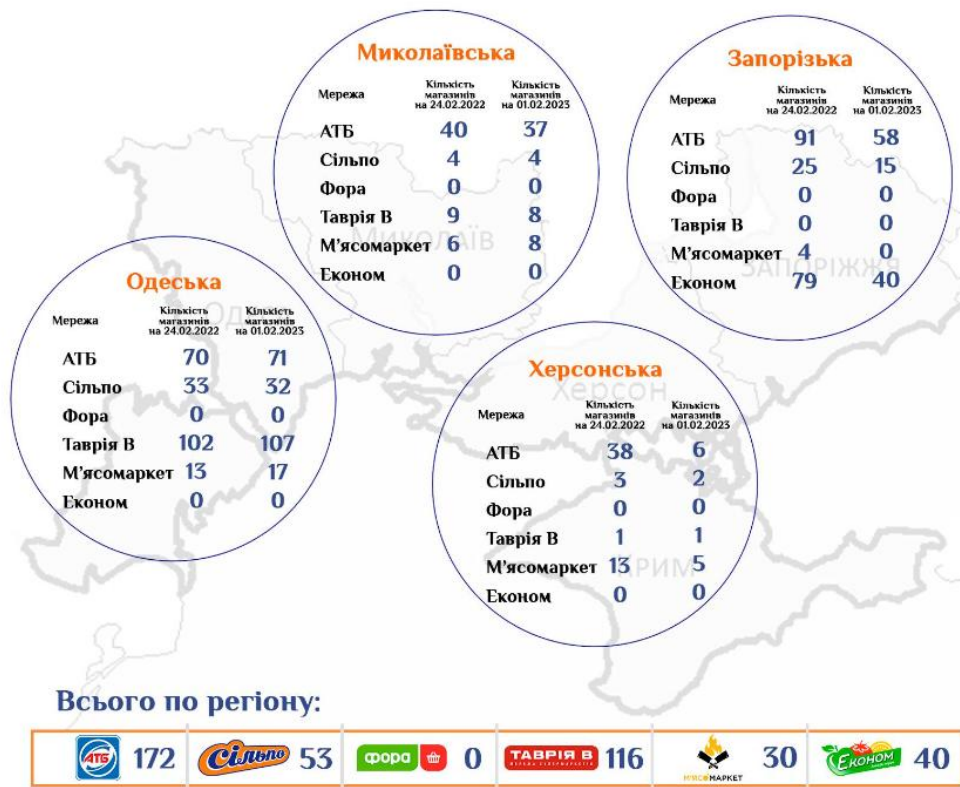 Миколаївська
Мережа Кількість магазинів на 24.02.2022 Кількість магазинів на 01.02.2023
АТБ 40 37
Сільпо 4 4
Фора 0 0
Таврія В 9 8
М'ясомаркет 6 8
Економ 0 0
Миколаїв
Запорізька
Мережа Кількість магазинів на 24.02.2022 Кількість магазинів на 01.02.2023
АТБ 91 58
Сільпо 25 15
Фора 0 0
Таврія В 0 0
М'ясомаркет 4 0
Економ 79 40
ЗАПОРІЖЖЯ
Одеська
Мережа Кількість магазинів на 24.02.2022 Кількість магазинів на 01.02.2023
АТБ 70 71
Сільпо 33 32
Фора 0 0
Таврія В 102 107
М'ясомаркет 13 17
Економ 0 0
Херсонська
Херсон
Мережа Кількість магазинів на 24.02.2022 Кількість магазинів на 01.02.2023
АТБ 38 6
Сільпо 3 2
Фора 0 0
Таврія В 1 1
М'ясомаркет 13 5
Економ 0 0
Крим
Всього по регіону:
АТБ 172 Сільпо 53 фора 0 ТАВРІЯ В 116 М'ЯСОМАРКЕТ 30 Економ 40